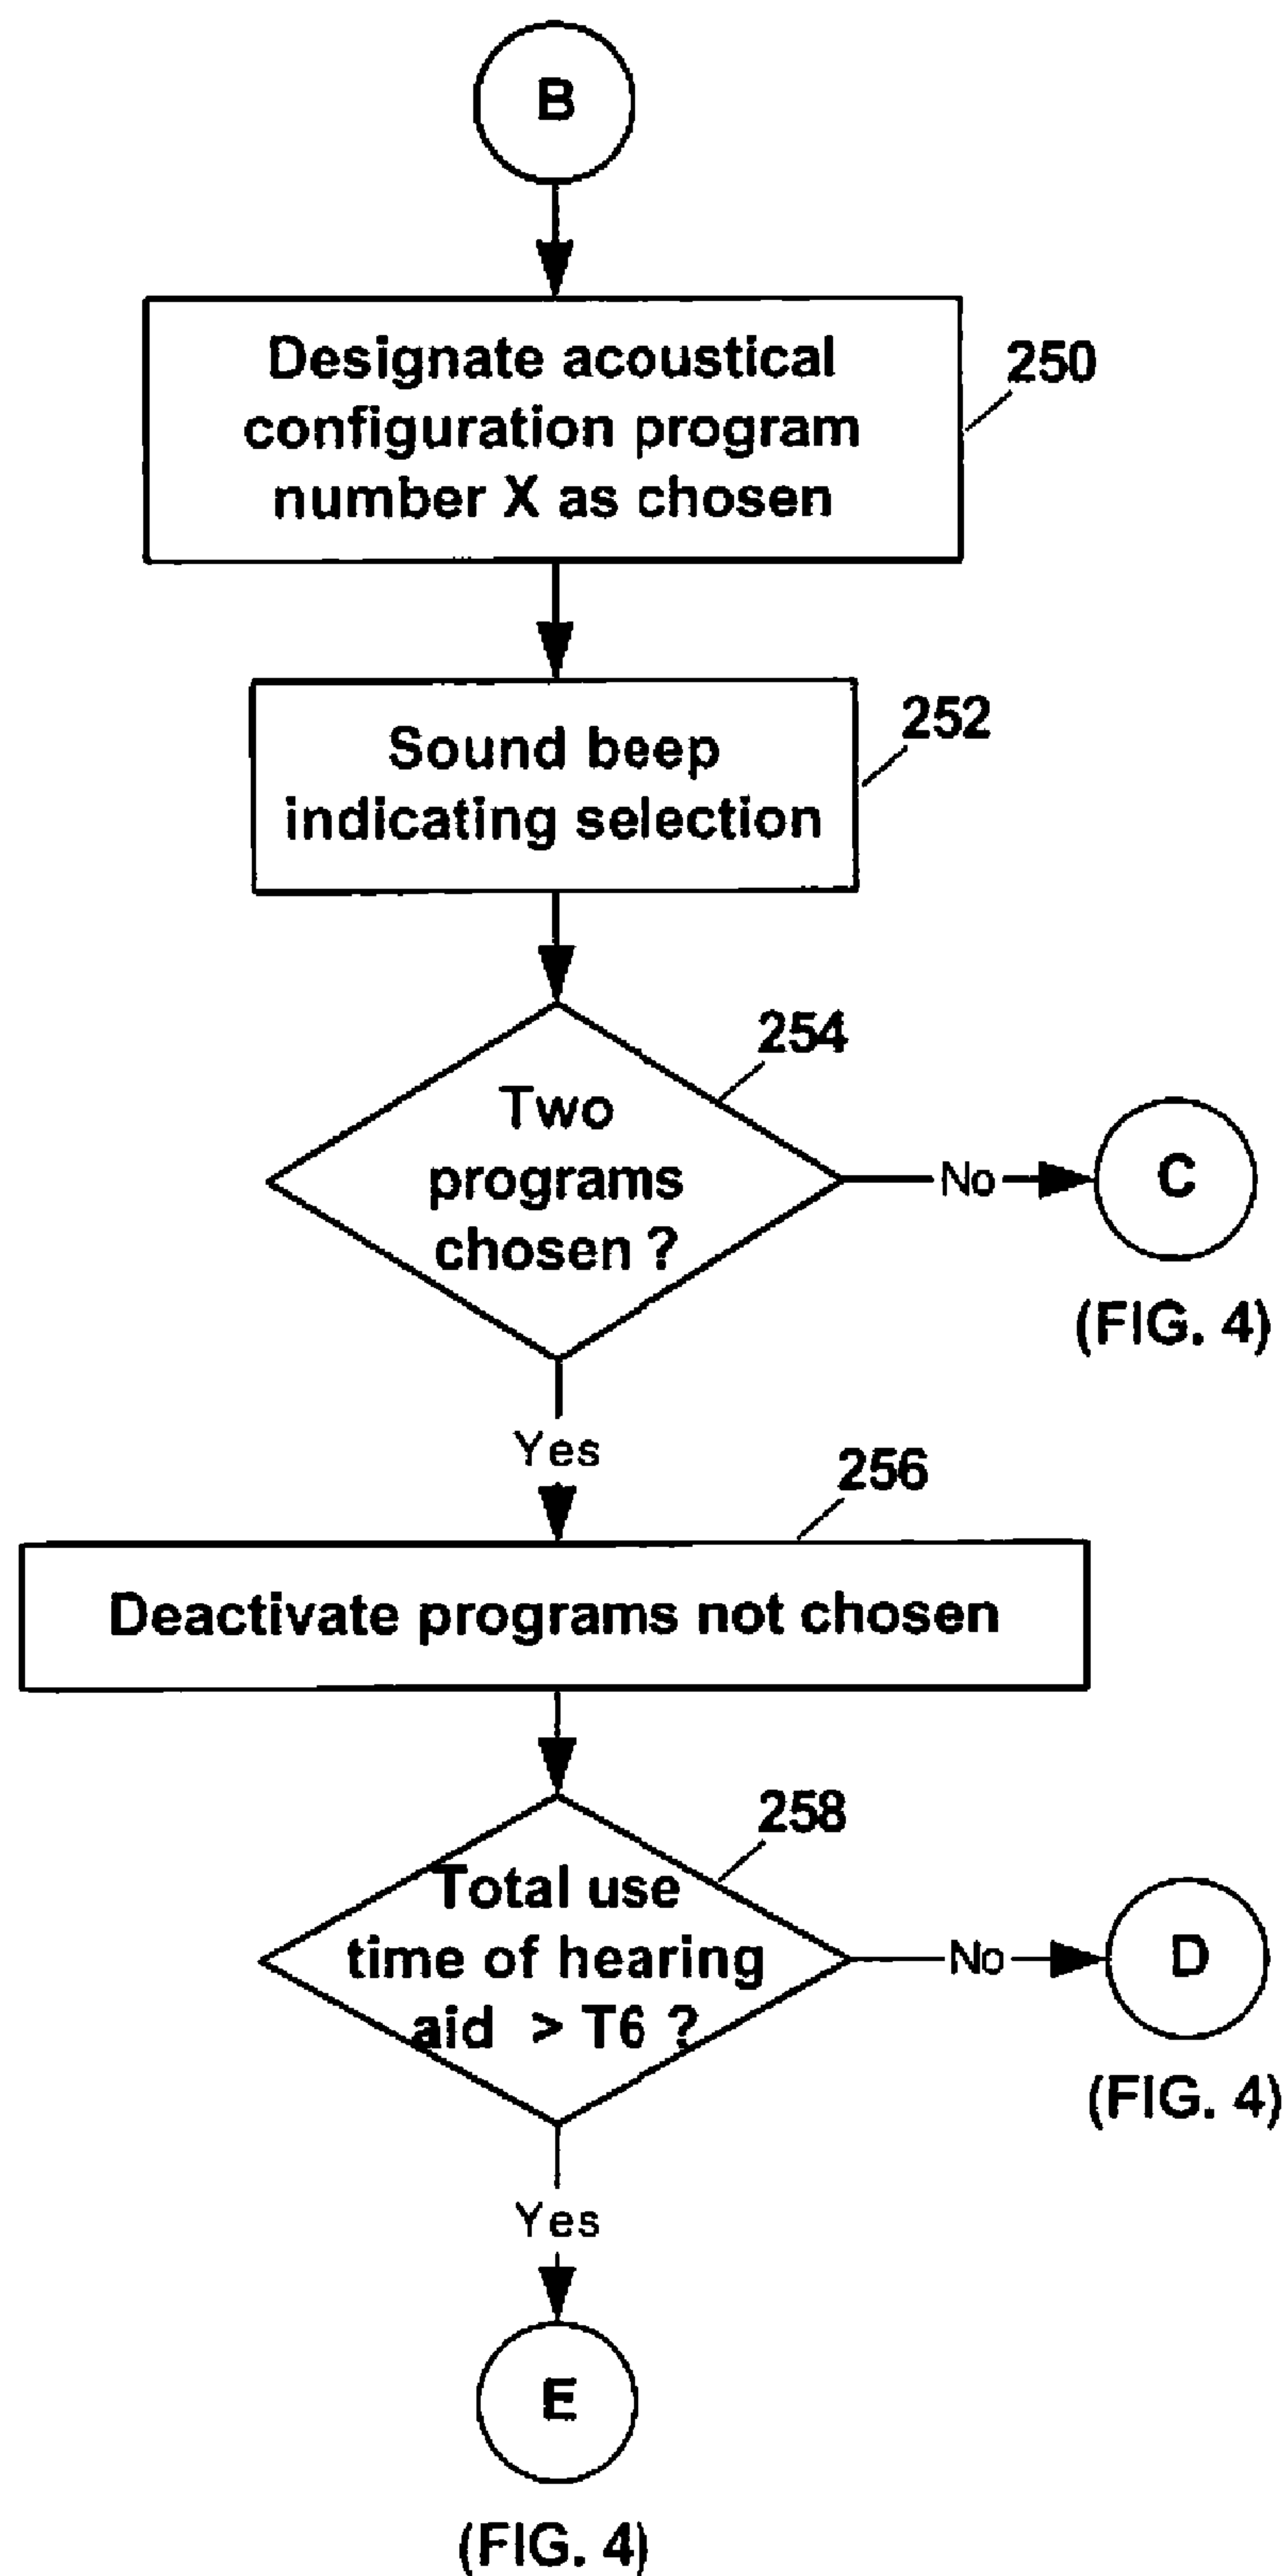 B
Designate acoustical
configuration program
number X as chosen
250
Sound beep
indicating selection
252
254
Two
programs
chosen ?
No
C
(FIG. 4)
Yes
256
Deactivate programs not chosen
258
Total use
time of hearing
aid > T6 ?
No
D
(FIG. 4)
Yes
E
(FIG. 4)